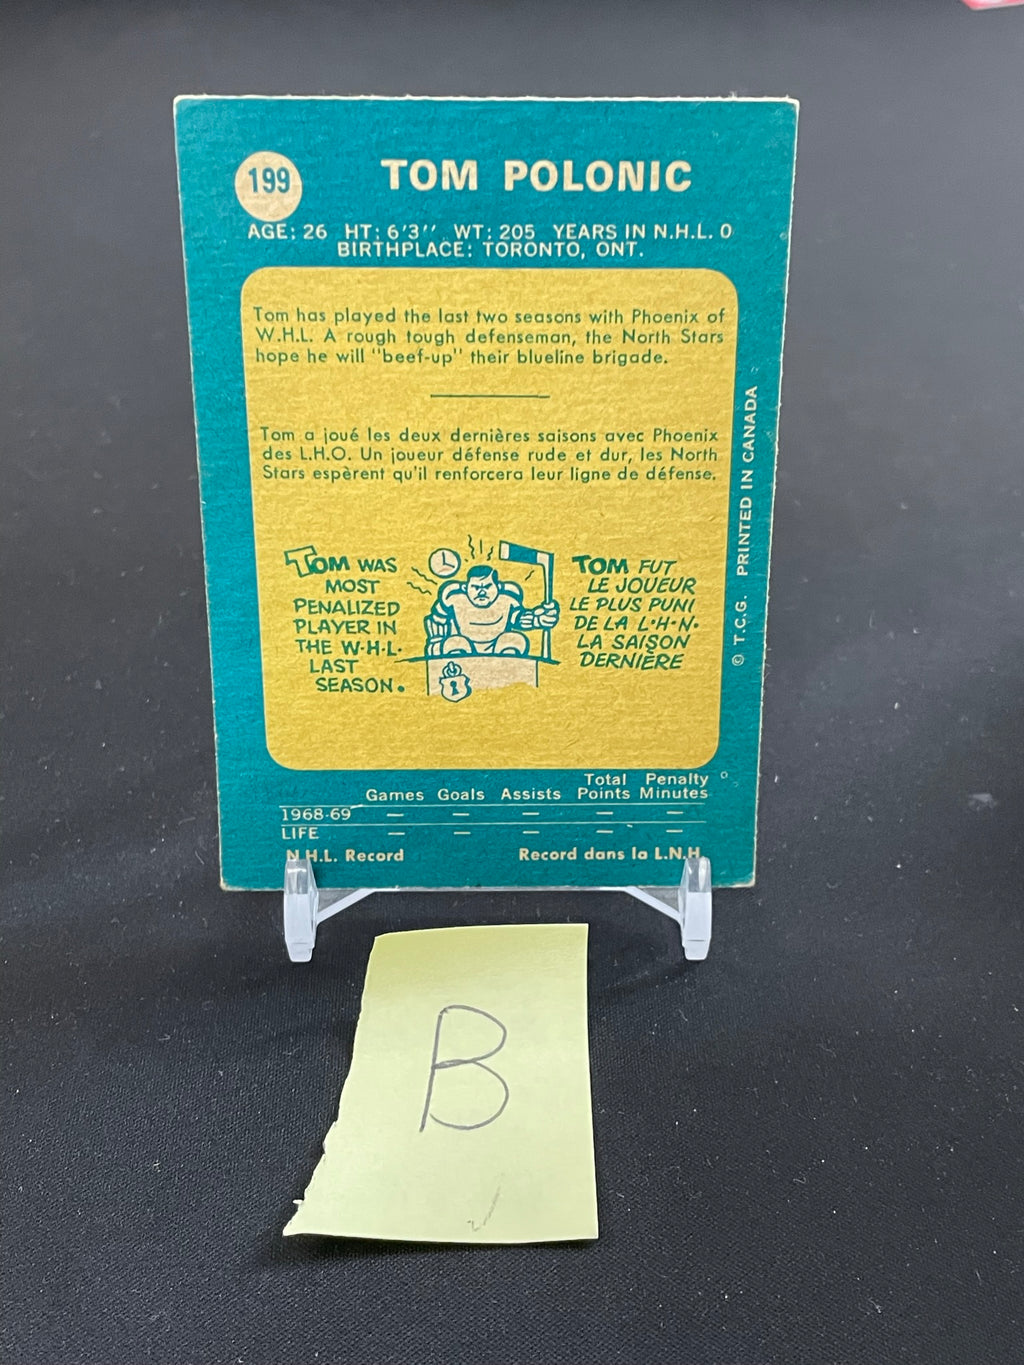 199
TOM POLONIC
AGE: 26 HT: 6'3'' WT: 205 YEARS IN N.H.L. 0
BIRTHPLACE: TORONTO, ONT.
Tom has played the last two seasons with Phoenix of
W.H.L. A rough tough defenseman, the North Stars
hope he will "beef-up" their blueline brigade.
Tom a joué les deux dernières saisons avec Phoenix
des L.H.O. Un joueur défense rude et dur, les North
Stars espèrent qu'il renforcera leur ligne de défense.
TOM WAS
MOST
PENALIZED
PLAYER IN
THE W·H·L·
LAST
SEASON.
TOM FUT
LE JOUEUR
LE PLUS PUNI
DE LA L·H·N·
LA SAISON
DERNIÈRE
© T.C.G. PRINTED IN CANADA
Total Penalty
Games Goals Assists Points Minutes
1968-69 — — — — —
LIFE — — — — —
N.H.L. Record Record dans la L.N.H.
B